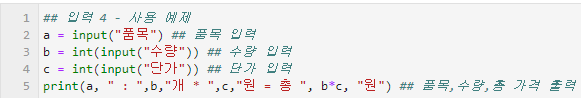 1 ## 입력 4 - 사용 예제
2 a = input("품목") ## 품목 입력
3 b = int(input("수량")) ## 수량 입력
4 c = int(input("단가")) ## 단가 입력
5 print(a, " : ",b,"개 * ",c,"원 = 총 ", b*c, "원") ## 품목,수량,총 가격 출력